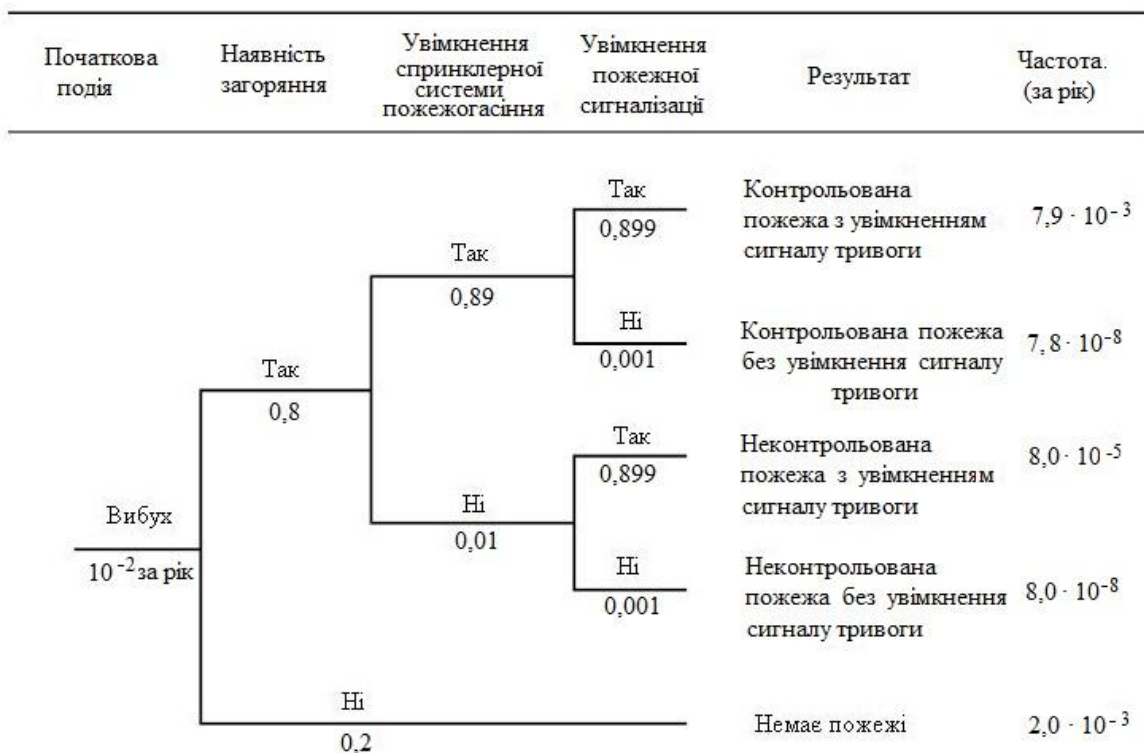 Початкова
подія
Наявність
загоряння
Увімкнення
спринклерної
системи
пожежогасіння
Увімкнення
пожежної
сигналізації
Результат
Частота.
(за рік)
Так
0,899
Контрольована
пожежа з увімкненням
сигналу тривоги
7,9 · 10⁻³
Так
0,89
Ні
0,001
Контрольована пожежа
без увімкнення сигналу
тривоги
7,8 · 10⁻⁸
Так
0,8
Так
0,899
Неконтрольована
пожежа з увімкненням
сигналу тривоги
8,0 · 10⁻⁵
Ні
0,01
Вибух
10⁻² за рік
Ні
0,001
Неконтрольована
пожежа без увімкнення
сигналу тривоги
8,0 · 10⁻⁸
Ні
0,2
Немає пожежі
2,0 · 10⁻³